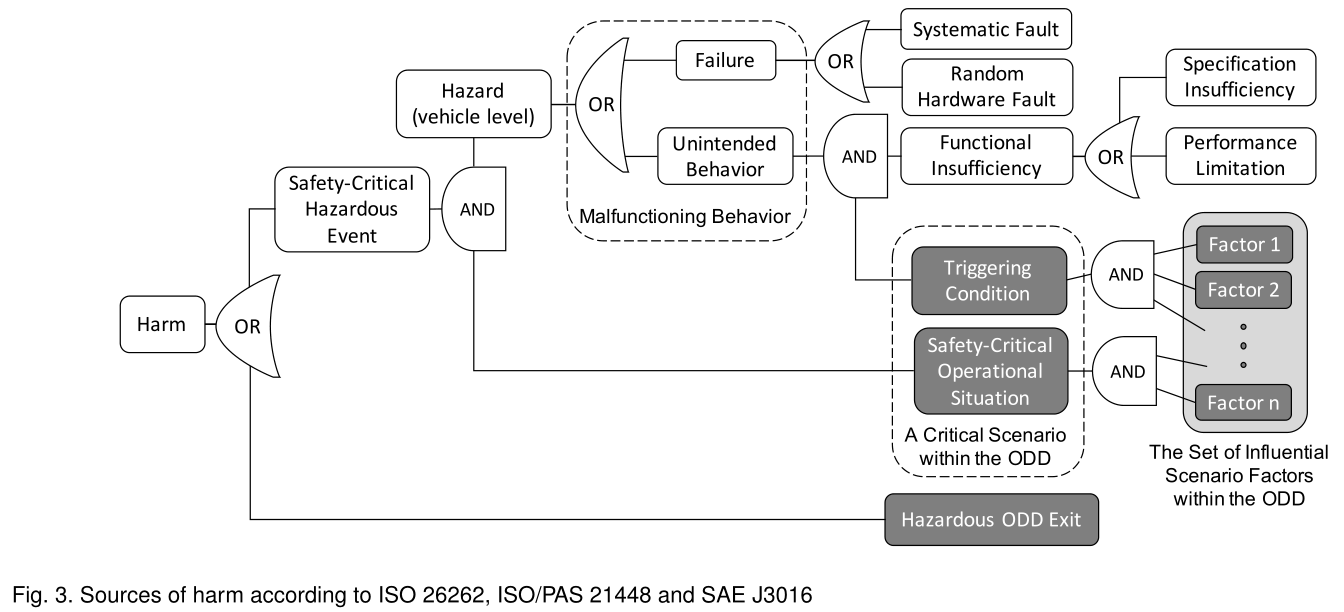 Systematic Fault
Failure
OR
Random
Hardware Fault
Specification
Insufficiency
Hazard
(vehicle level)
OR
Unintended
Behavior
AND
Functional
Insufficiency
OR
Performance
Limitation
Malfunctioning Behavior
Safety-Critical
Hazardous
Event
AND
Triggering
Condition
AND
Factor 1
Factor 2
Harm
OR
Safety-Critical
Operational
Situation
AND
Factor n
A Critical Scenario
within the ODD
The Set of Influential
Scenario Factors
within the ODD
Hazardous ODD Exit
Fig. 3. Sources of harm according to ISO 26262, ISO/PAS 21448 and SAE J3016